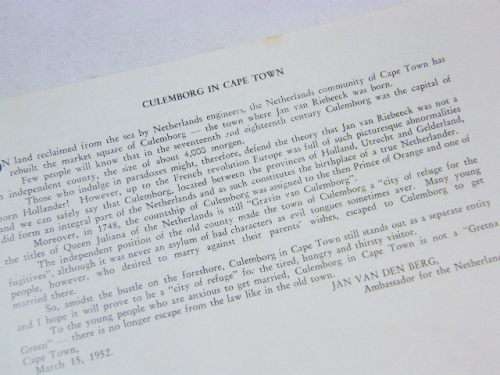 CULEMBORG IN CAPE TOWN
ON land reclaimed from the sea by Netherlands engineers, the Netherlands community of Cape Town has
rebuilt the market square of Culemborg — the town where Jan van Riebeeck was born.
Few people will know that in the seventeenth and eighteenth century Culemborg was the capital of
an independent county, the size of about 4,000 morgen.
Those who indulge in paradoxes might, therefore, defend the theory that Jan van Riebeeck was not a
born Hollander! However, up to the French revolution Europe was full of such picturesque abnormalities
and we can safely say that Culemborg, located between the provinces of Holland, Utrecht and Gelderland,
did form an integral part of the Netherlands and as such constitutes the birthplace of a true Netherlander.
Moreover, in 1748, the countship of Culemborg was assigned to the then Prince of Orange and one of
the titles of Queen Juliana of the Netherlands is still "Gravin van Culemborg".
The independent position of the old county made the town of Culemborg a "city of refuge for the
fugitives", although it was never an asylum of bad characters as evil tongues sometimes aver. Many young
people, however, who desired to marry against their parents' wishes, escaped to Culemborg to get
married there.
So, amidst the bustle on the foreshore, Culemborg in Cape Town still stands out as a separate entity
and I hope it will prove to be a "city of refuge" for the tired, hungry and thirsty visitor.
To the young people who are anxious to get married, Culemborg in Cape Town is not a "Gretna
Green" — there is no longer escape from the law like in the old town.
JAN VAN DEN BERG,
Ambassador for the Netherlands
Cape Town,
March 15, 1952.